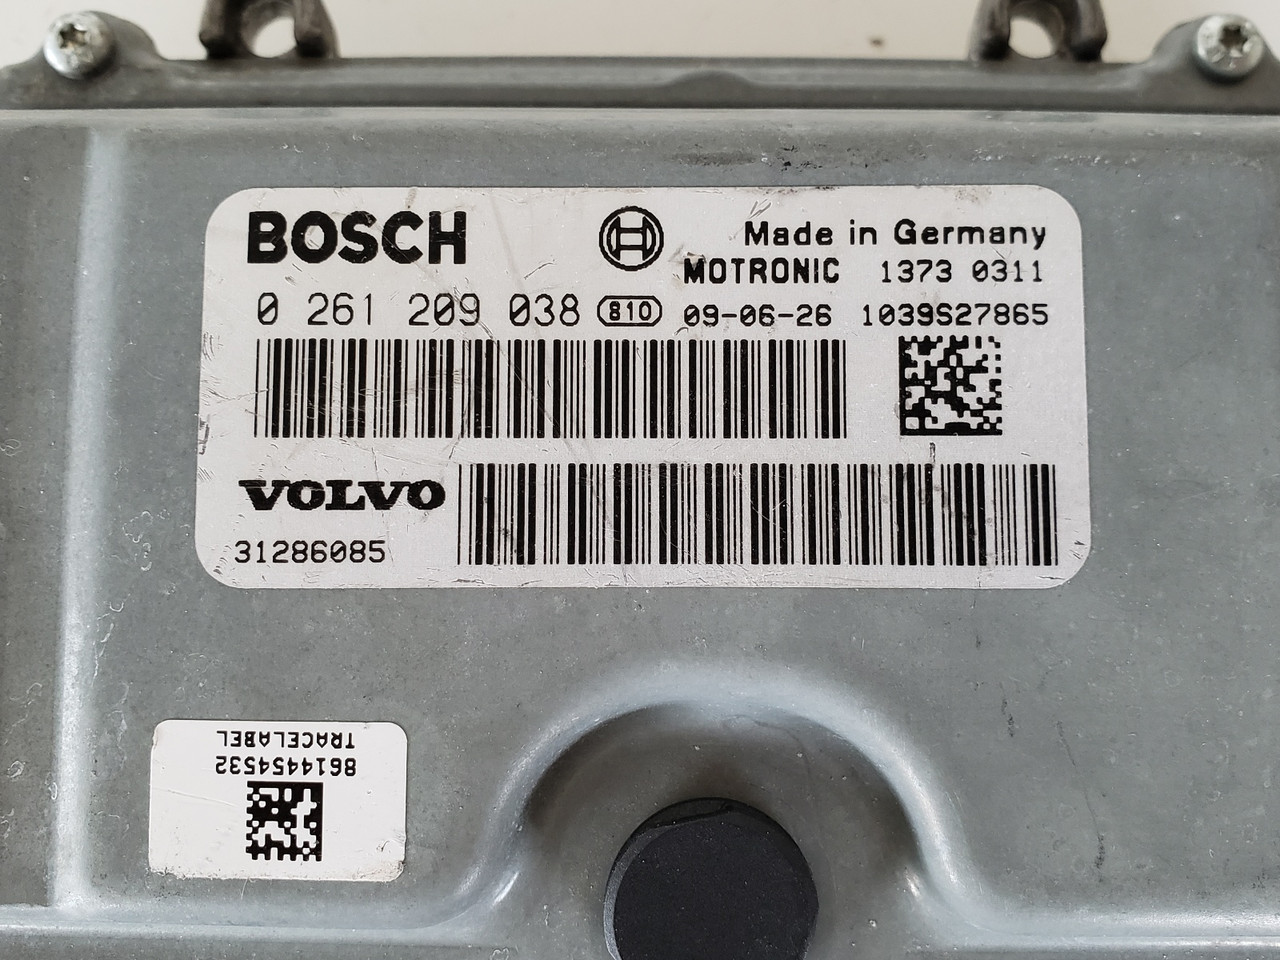 BOSCH
Made in Germany
MOTRONIC 1373 0311
0 261 209 038 810 09-06-26 1039S27865
VOLVO
31286085
TRACELABEL
8614454532